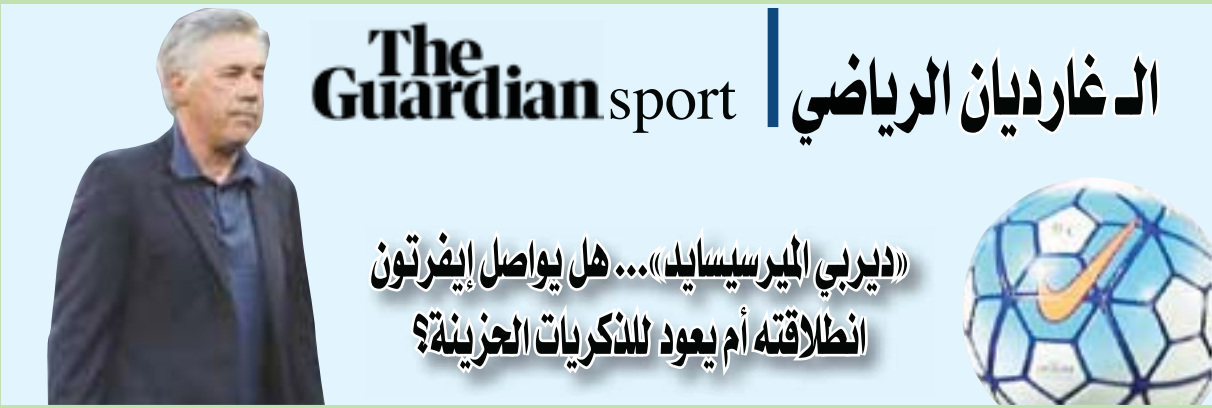 الـ غارديان الرياضي
The
Guardian sport
«ديربي الميرسيسايد»... هل يواصل إيفرتون
انطلاقته أم يعود للذكريات الحزينة؟